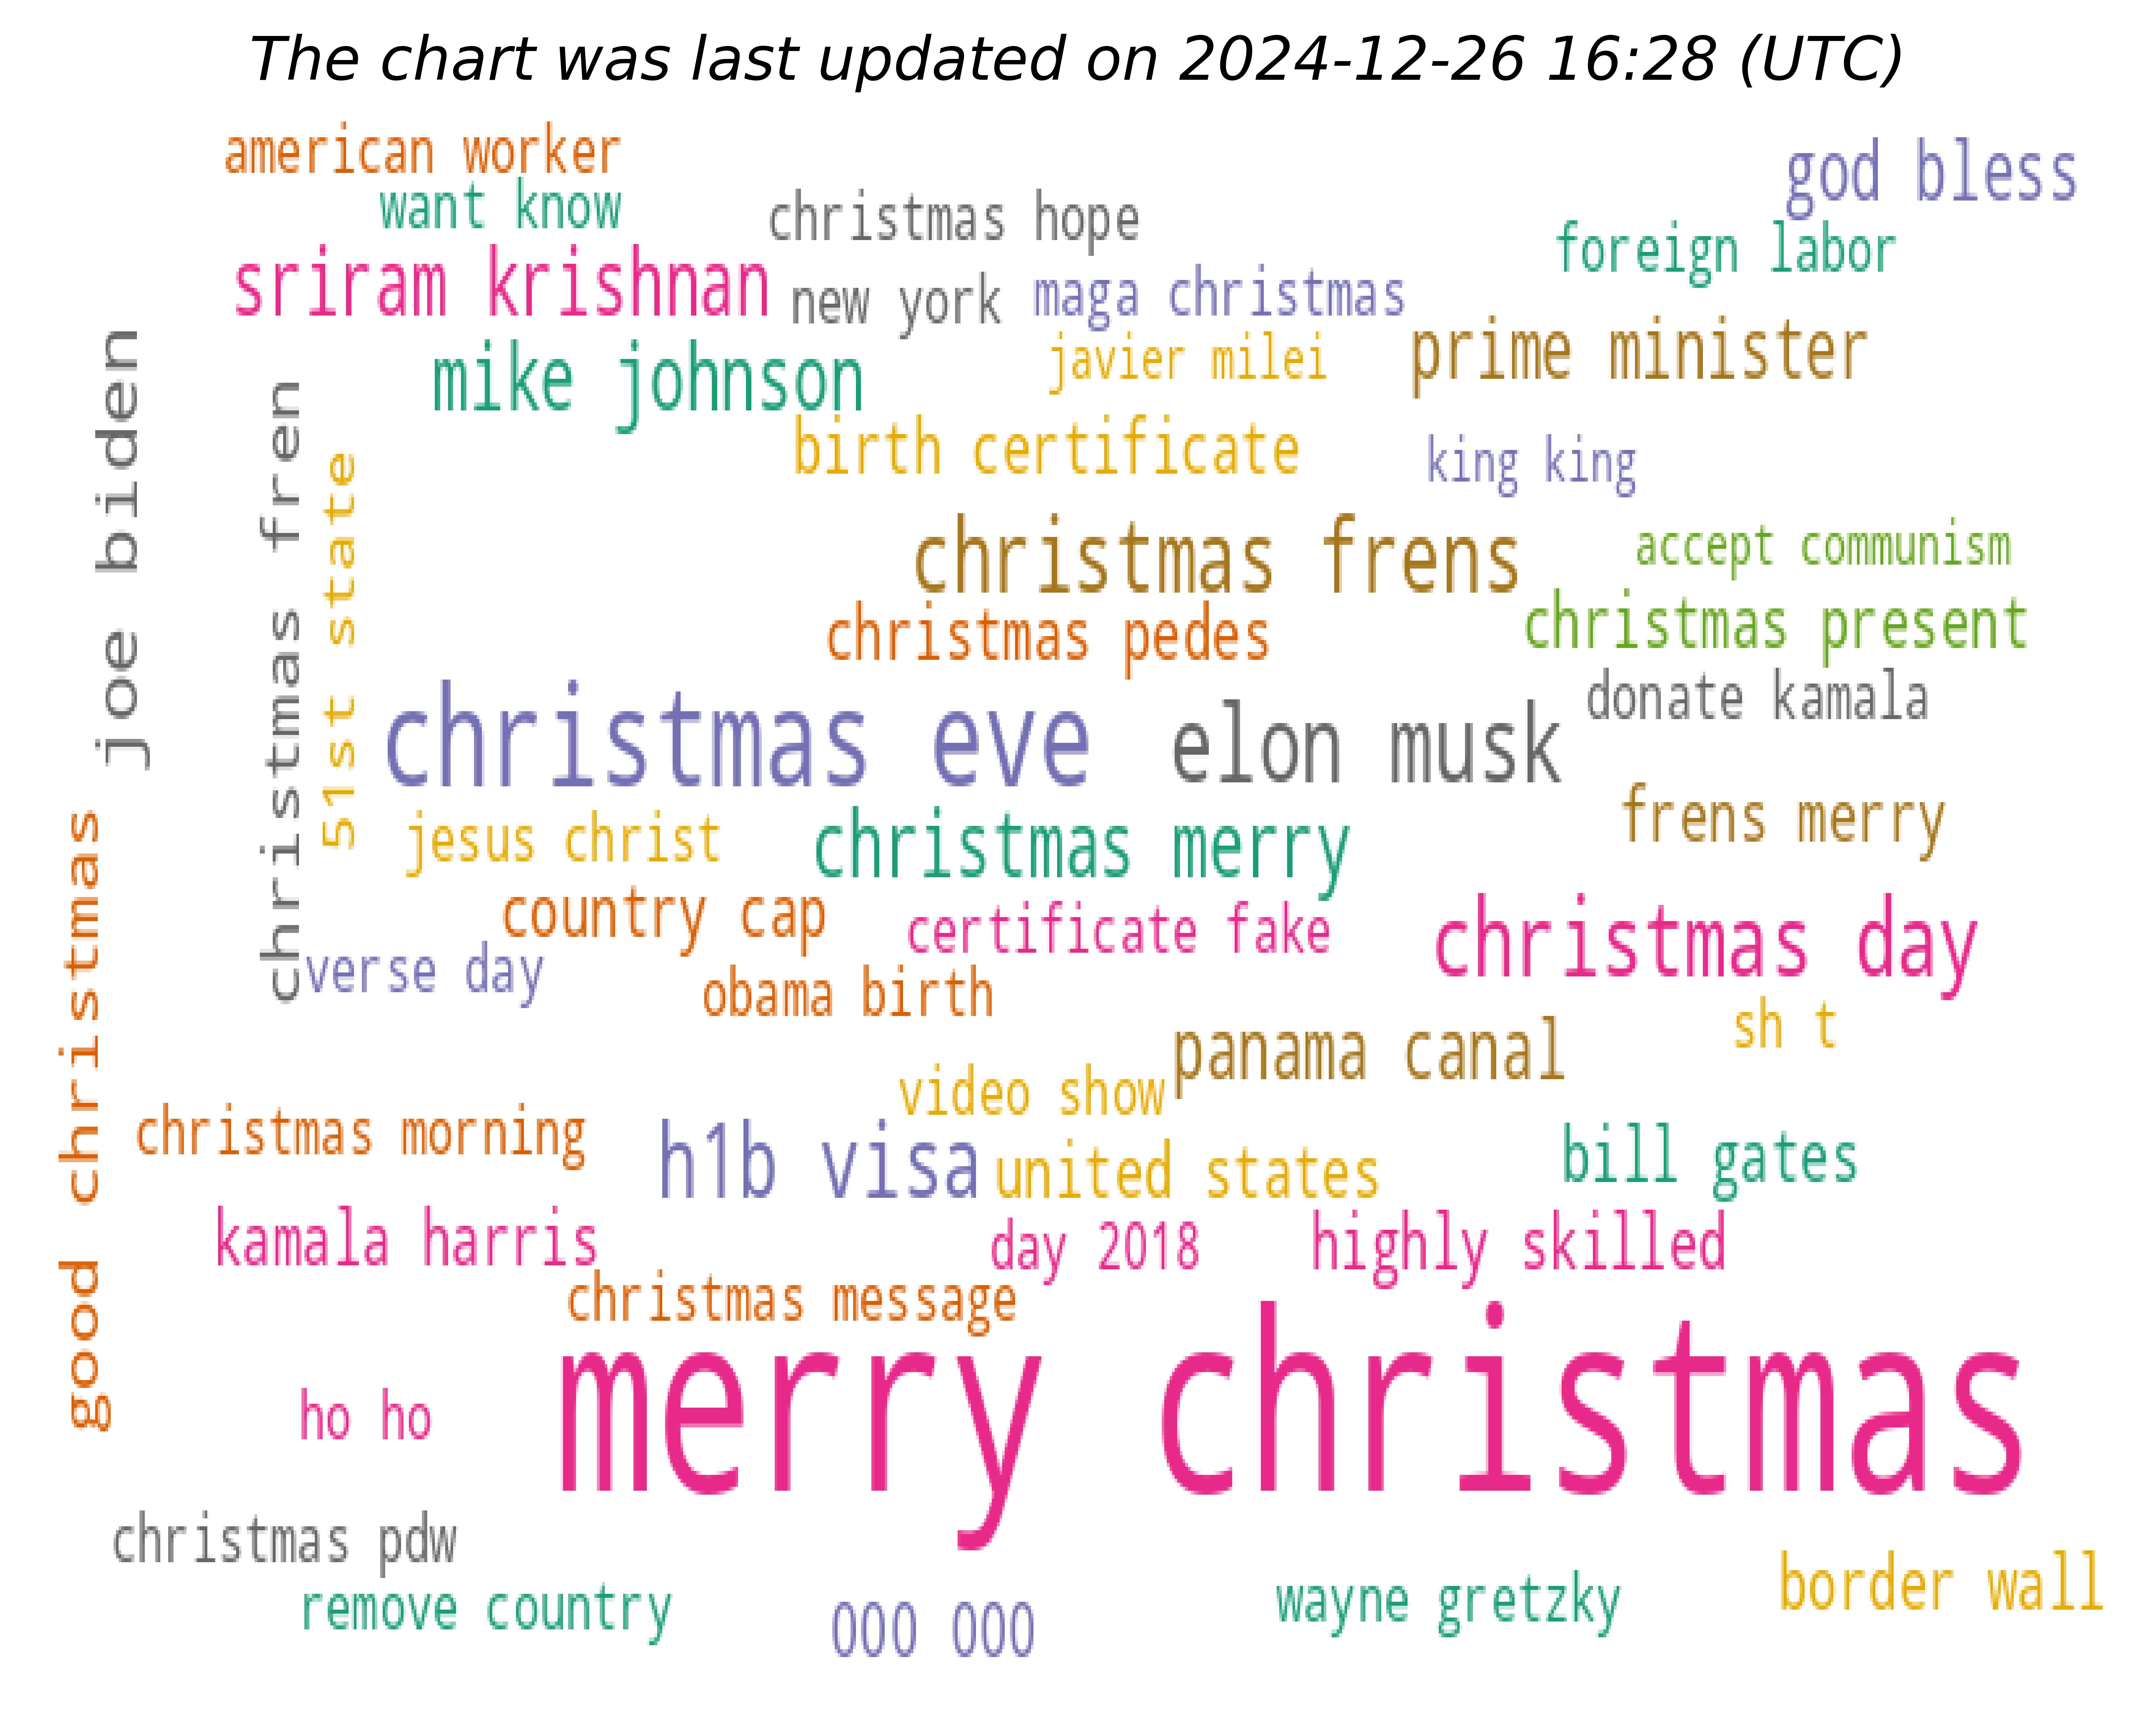 The chart was last updated on 2024-12-26 16:28 (UTC)
american worker
god bless
want know
christmas hope
foreign labor
sriram krishnan
new york
maga christmas
prime minister
mike johnson
javier milei
joe biden
christmas fren
birth certificate
king king
51st state
christmas frens
accept communism
christmas pedes
christmas present
donate kamala
christmas eve
elon musk
frens merry
jesus christ
christmas merry
good christmas
country cap
certificate fake
christmas day
verse day
obama birth
sh t
panama canal
video show
christmas morning
h1b visa
united states
bill gates
kamala harris
day 2018
highly skilled
christmas message
merry christmas
ho ho
christmas pdw
border wall
remove country
000 000
wayne gretzky